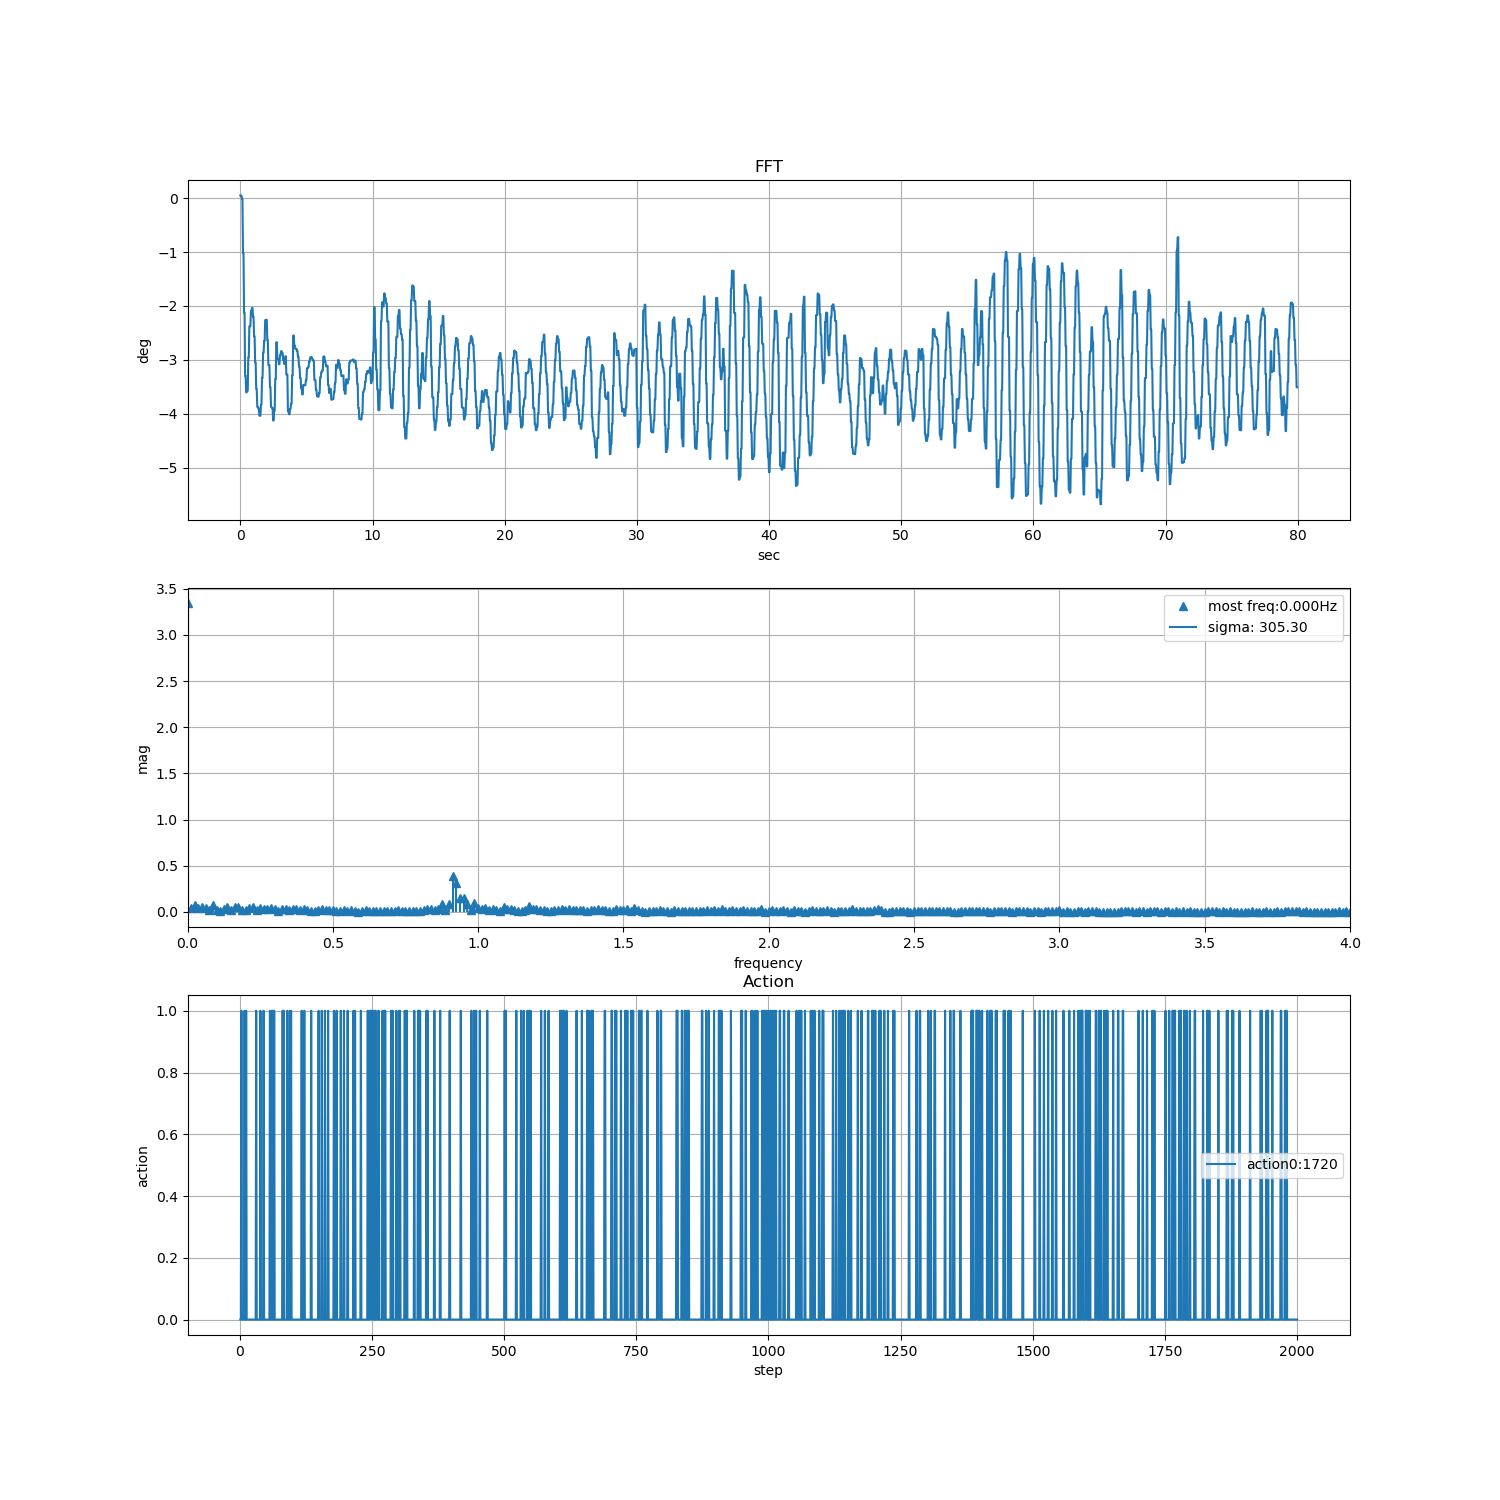 FFT
0
−1
−2
−3
−4
−5
deg
0 10 20 30 40 50 60 70 80
sec
3.5
3.0
2.5
2.0
1.5
1.0
0.5
0.0
mag
most freq:0.000Hz
sigma: 305.30
0.0 0.5 1.0 1.5 2.0 2.5 3.0 3.5 4.0
frequency
Action
1.0
0.8
0.6
0.4
0.2
0.0
action
action0:1720
0 250 500 750 1000 1250 1500 1750 2000
step